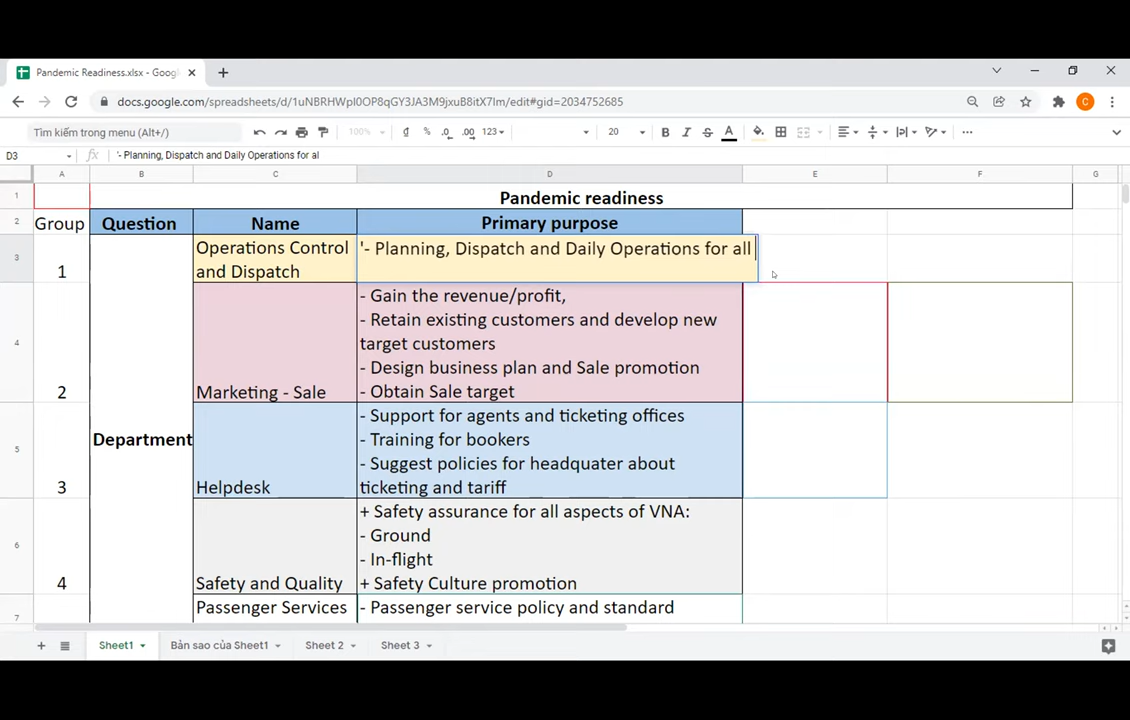 Pandemic Readiness.xlsx - Goog
docs.google.com/spreadsheets/d/1uNBRHWpI0OP8qGY3JA3M9jxuB8itX7Im/edit#gid=2034752685
C
Tìm kiếm trong menu (Alt+/)
100%
₫
%
.0
.00
123
20
B
I
S
A
D3
fx
'- Planning, Dispatch and Daily Operations for al
A B C D E F G
1 Pandemic readiness
2 Group Question Name Primary purpose
3
1
Operations Control
and Dispatch
'- Planning, Dispatch and Daily Operations for all
4
2
Marketing - Sale
- Gain the revenue/profit,
- Retain existing customers and develop new
target customers
- Design business plan and Sale promotion
- Obtain Sale target
Department
5
3
Helpdesk
- Support for agents and ticketing offices
- Training for bookers
- Suggest policies for headquater about
ticketing and tariff
6
4
Safety and Quality
+ Safety assurance for all aspects of VNA:
- Ground
- In-flight
+ Safety Culture promotion
7
Passenger Services
- Passenger service policy and standard
Sheet1
Bản sao của Sheet1
Sheet 2
Sheet 3